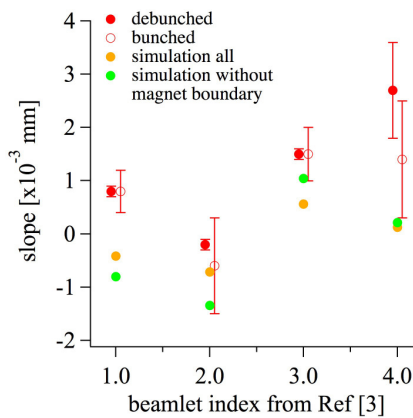 debunched
bunched
simulation all
simulation without
magnet boundary
slope [x10⁻³ mm]
4
3
2
1
0
-1
-2
1.0 2.0 3.0 4.0
beamlet index from Ref [3]